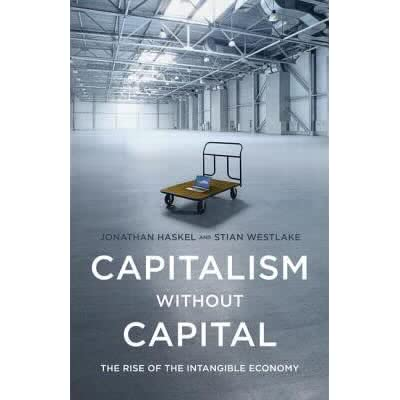 JONATHAN HASKEL AND STIAN WESTLAKE
CAPITALISM
WITHOUT
CAPITAL
THE RISE OF THE INTANGIBLE ECONOMY